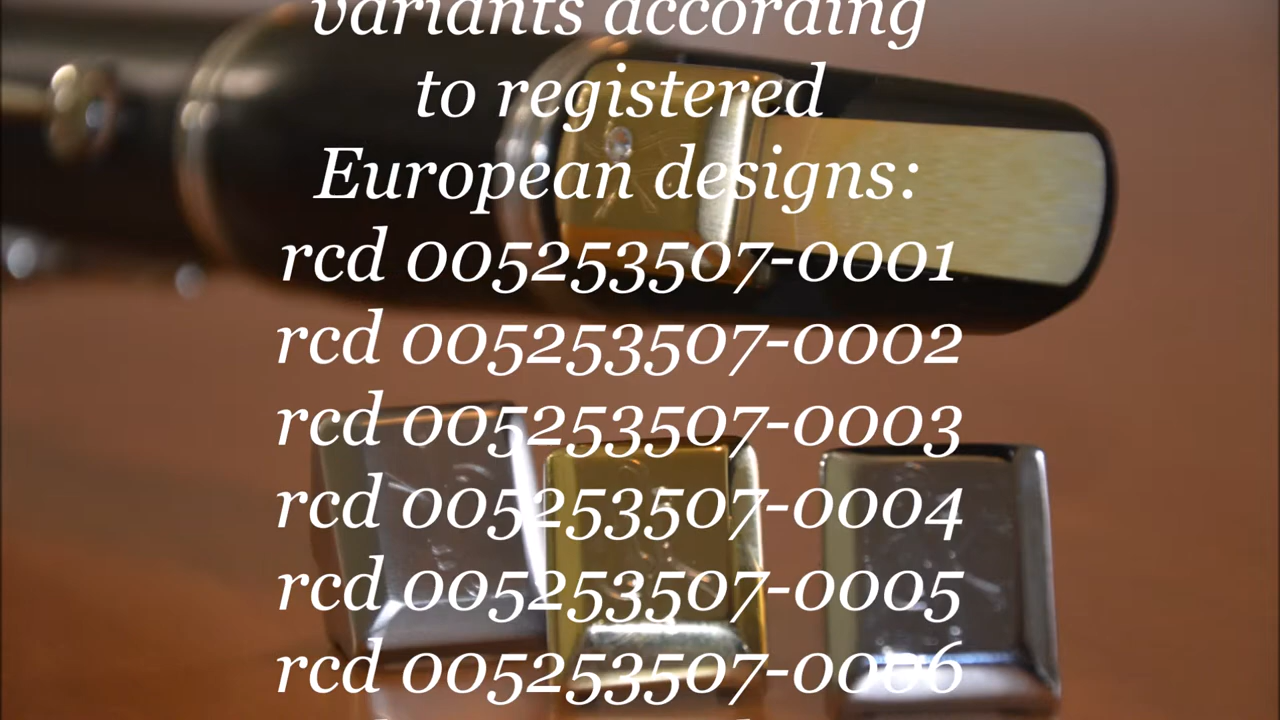 variants according
to registered
European designs:
rcd 005253507-0001
rcd 005253507-0002
rcd 005253507-0003
rcd 005253507-0004
rcd 005253507-0005
rcd 005253507-0006